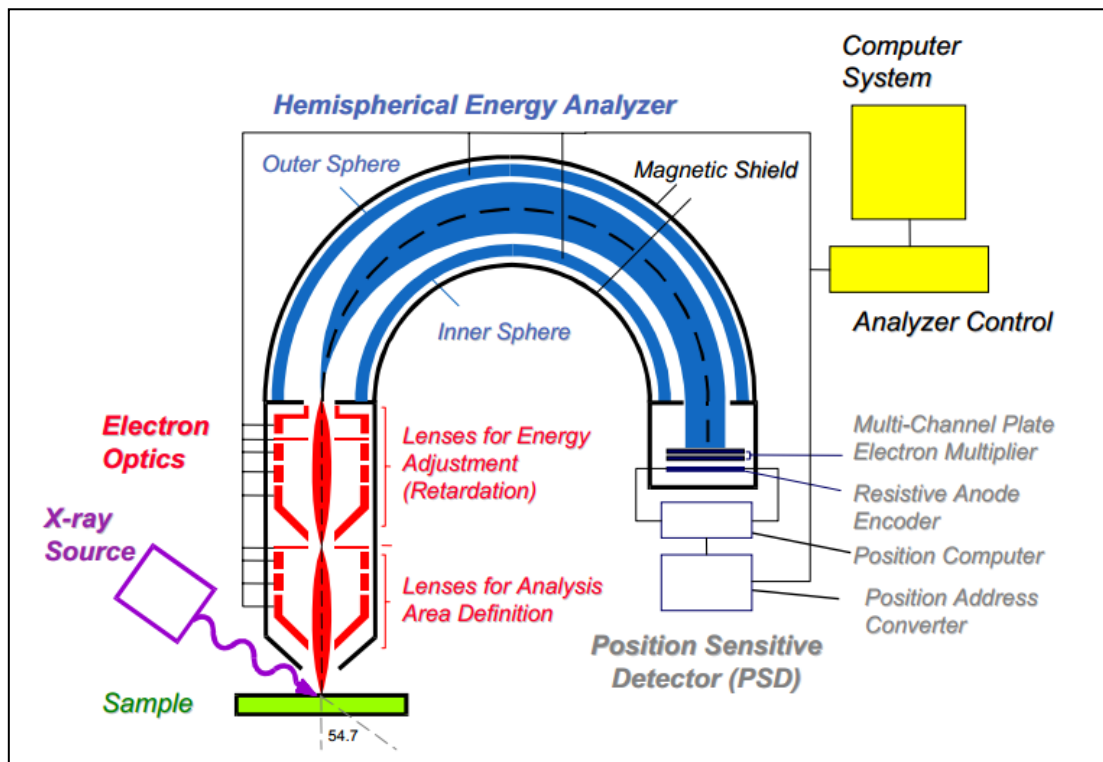 Computer
System
Hemispherical Energy Analyzer
Outer Sphere
Magnetic Shield
Inner Sphere
Analyzer Control
Electron
Optics
Lenses for Energy
Adjustment
(Retardation)
Multi-Channel Plate
Electron Multiplier
Resistive Anode
Encoder
X-ray
Source
Position Computer
Lenses for Analysis
Area Definition
Position Address
Converter
Position Sensitive
Detector (PSD)
Sample
54.7